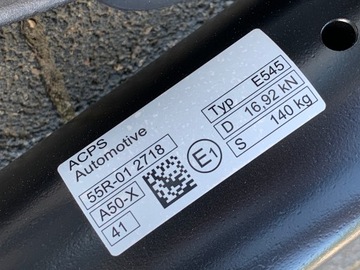 ACPS
Automotive
55R-01 2718
A50-X
41
E1
Typ E545
D 16,92 kN
S 140 kg